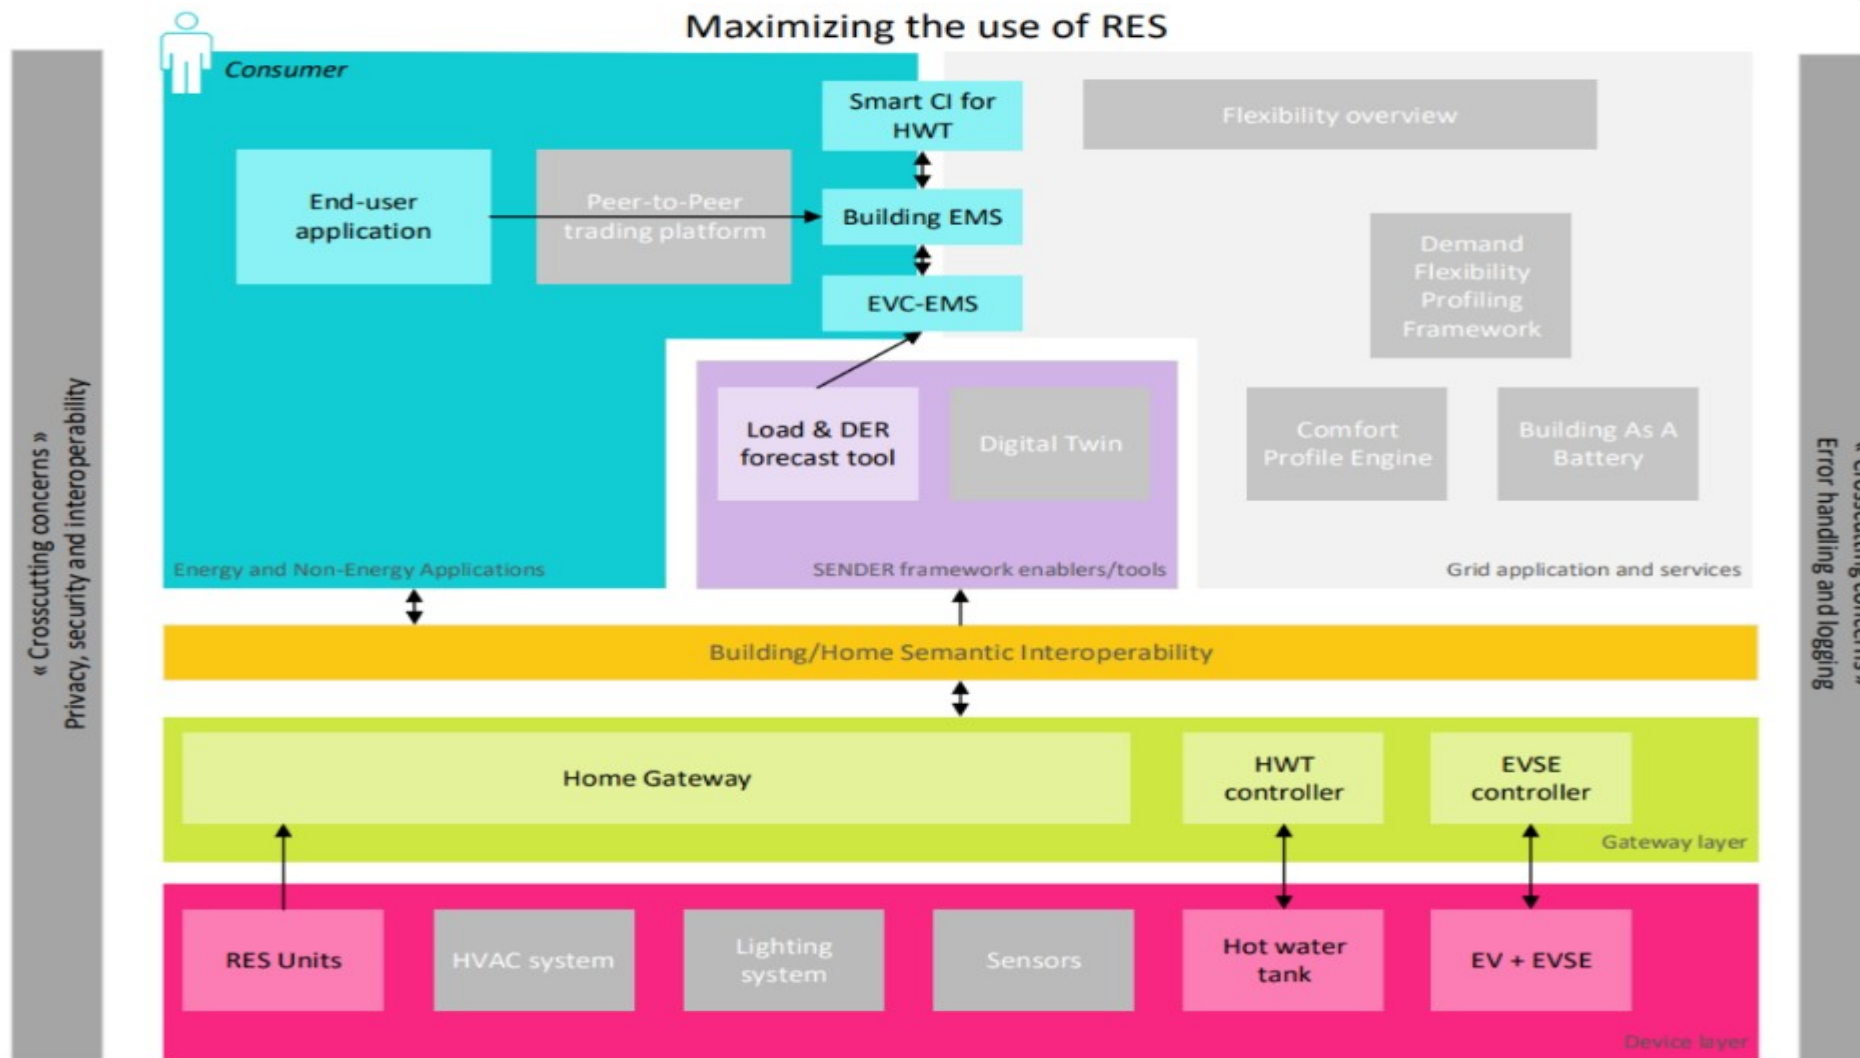 Maximizing the use of RES
Consumer
Smart CI for
HWT
Flexibility overview
End-user
application
Peer-to-Peer
trading platform
Building EMS
EVC-EMS
Demand
Flexibility
Profiling
Framework
Load & DER
forecast tool
Digital Twin
Comfort
Profile Engine
Building As A
Battery
Energy and Non-Energy Applications
SENDER framework enablers/tools
Grid application and services
« Crosscutting concerns »
Privacy, security and interoperability
« Crosscutting concerns »
Error handling and logging
Building/Home Semantic Interoperability
Home Gateway
HWT
controller
EVSE
controller
Gateway layer
RES Units
HVAC system
Lighting
system
Sensors
Hot water
tank
EV + EVSE
Device layer